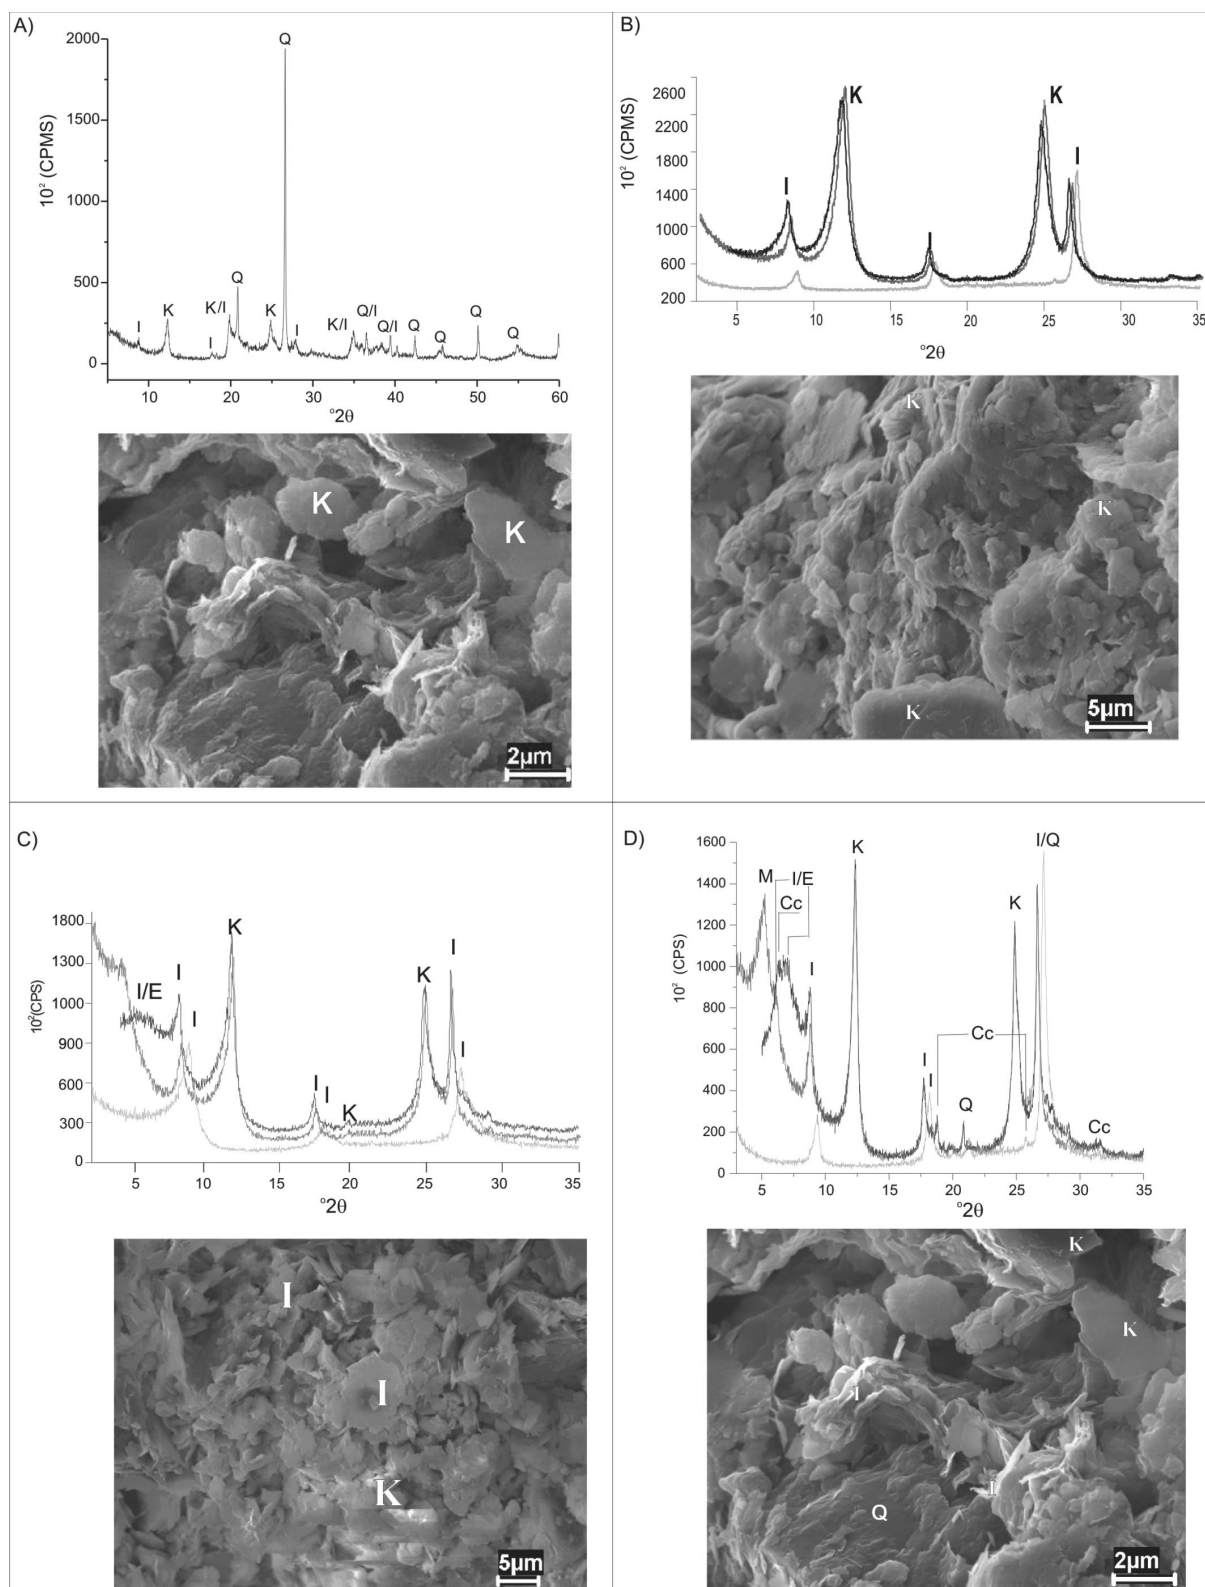 A)
2000
1500
1000
500
0
10² (CPMS)
Q
I
K
I
K/I
Q
K
I
K/I
Q/I
Q/I
Q
Q
Q
Q
10
20
30
40
50
60
°2θ
K
K
2µm
B)
2600
2200
1400
1000
600
200
10² (CPMS)
I
K
I
K
I
5
10
15
20
25
30
35
°2θ
K
K
K
5µm
C)
1800
1300
1000
900
600
300
0
10²(CPS)
I/E
I
I
K
I
I
K
K
I
I
5
10
15
20
25
30
35
°2θ
I
I
K
5µm
D)
1600
1400
1200
1000
800
600
400
200
0
10² (CPS)
M
I/E
Cc
I
K
I
I
Cc
Q
K
I/Q
Cc
5
10
15
20
25
30
35
°2θ
K
K
I
I
Q
2µm